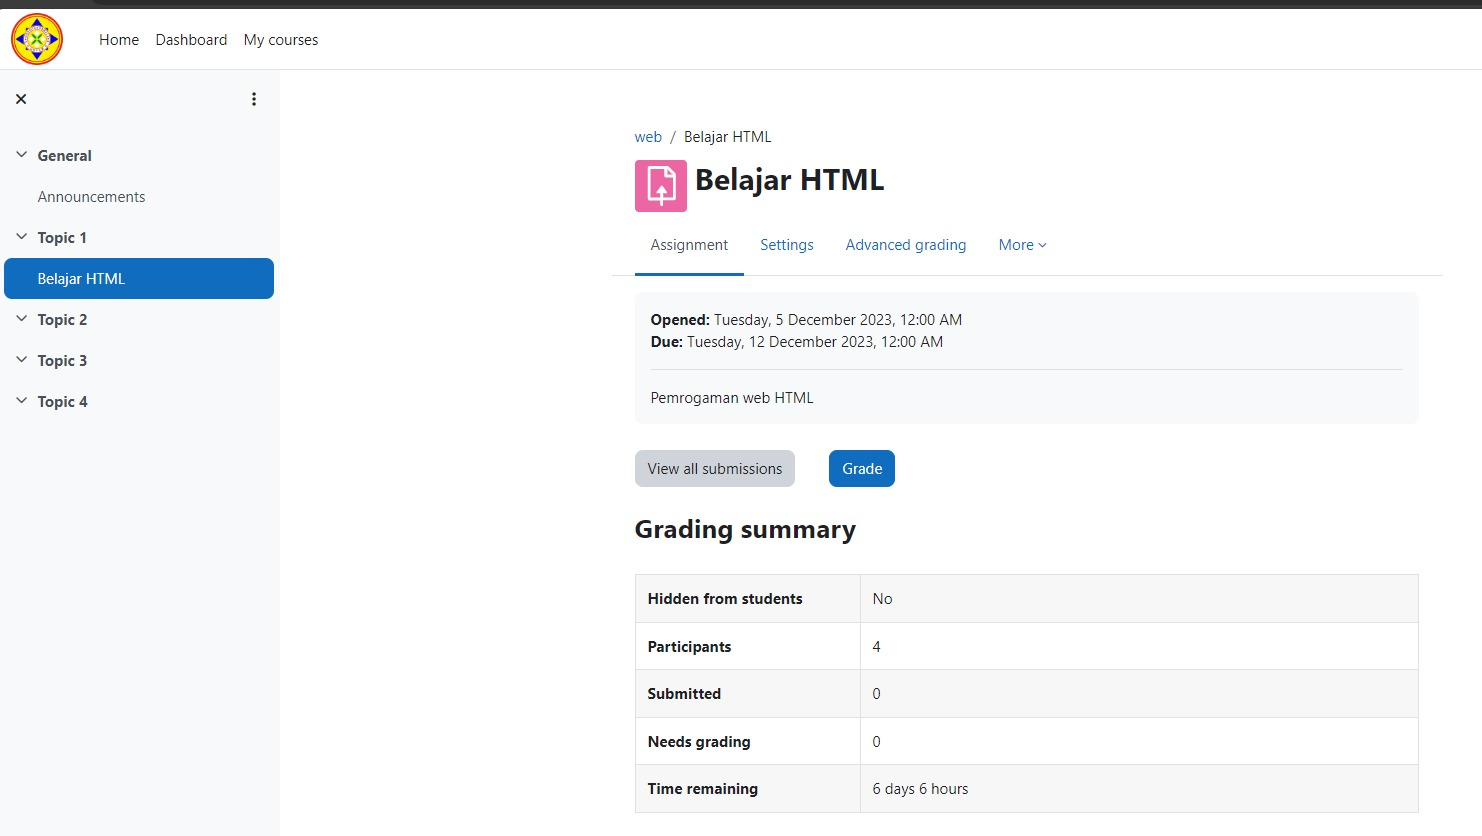 Home Dashboard My courses
General
Announcements
Topic 1
Belajar HTML
Topic 2
Topic 3
Topic 4
web / Belajar HTML
Belajar HTML
Assignment Settings Advanced grading More
Opened: Tuesday, 5 December 2023, 12:00 AM
Due: Tuesday, 12 December 2023, 12:00 AM
Pemrogaman web HTML
View all submissions Grade
Grading summary
Hidden from students No
Participants 4
Submitted 0
Needs grading 0
Time remaining 6 days 6 hours